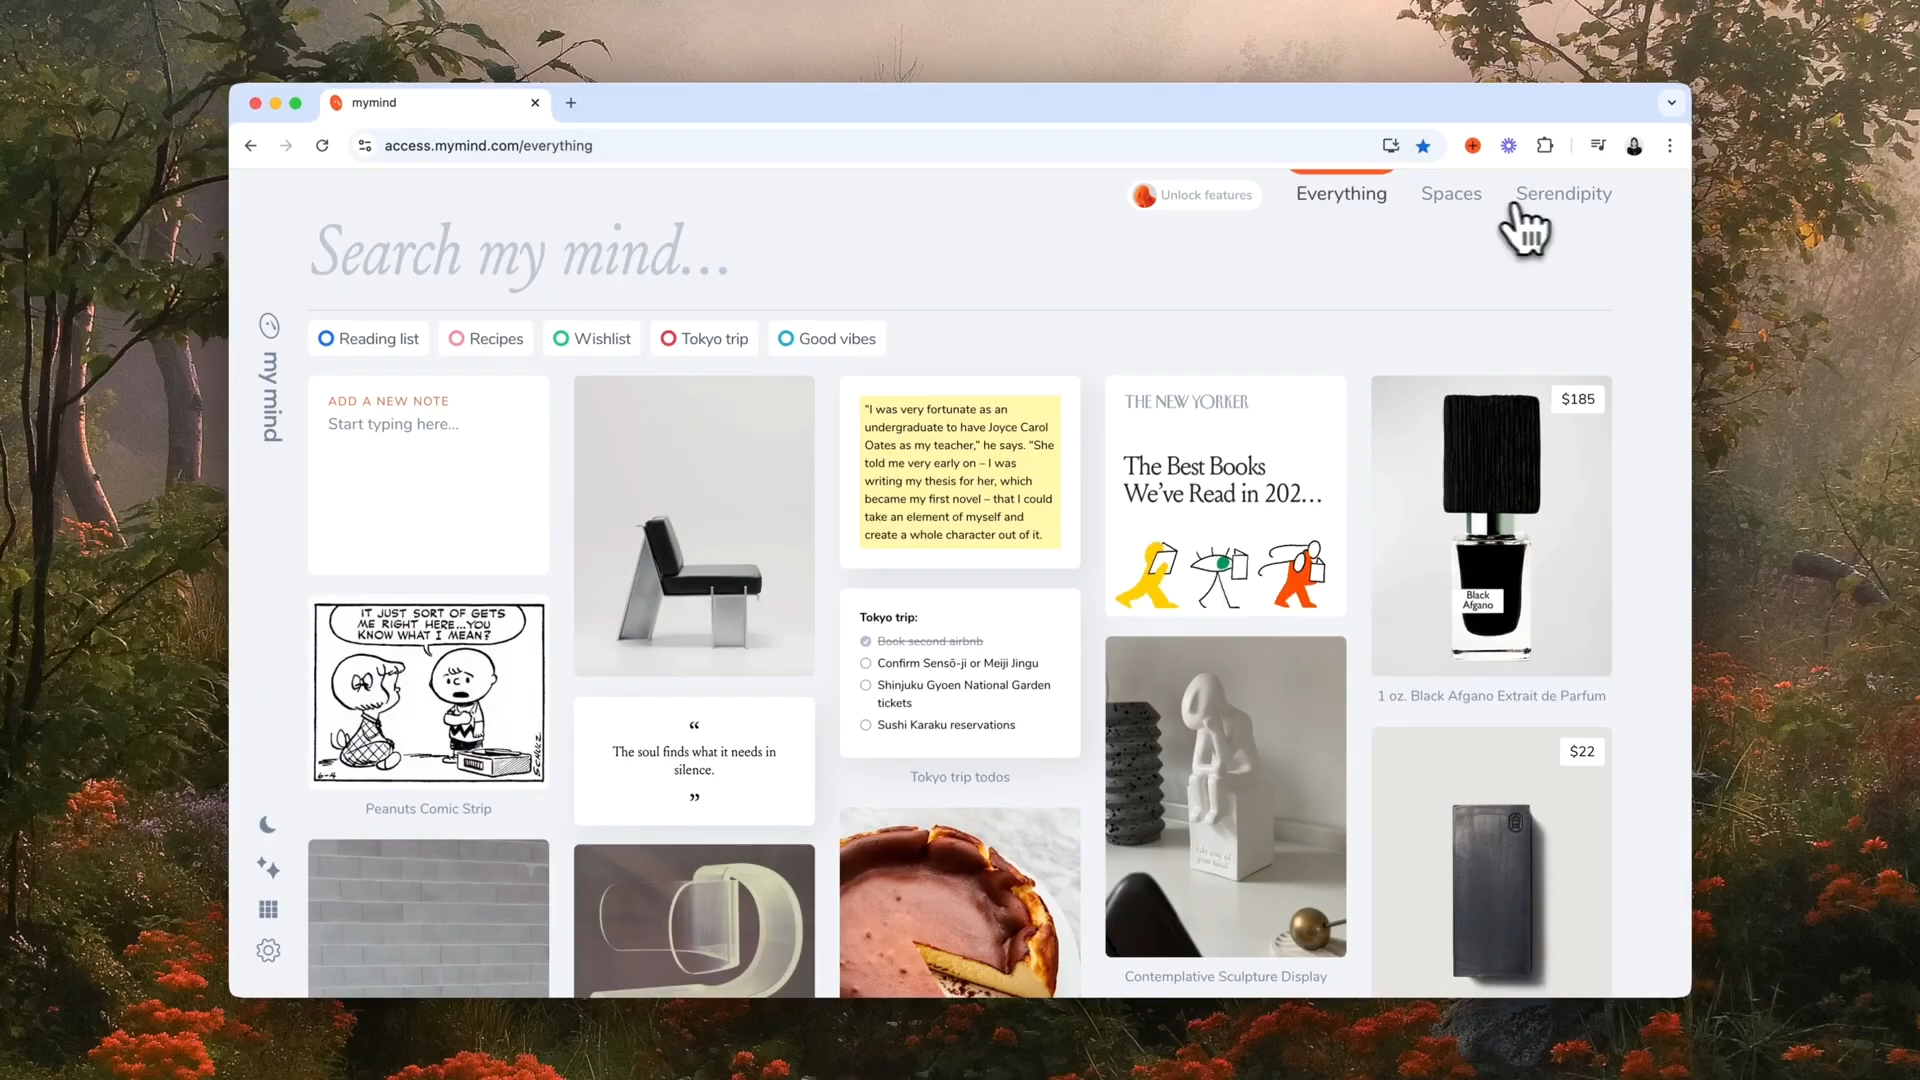 mymind
access.mymind.com/everything
Unlock features
Everything
Spaces
Serendipity
Search my mind...
my mind
Reading list
Recipes
Wishlist
Tokyo trip
Good vibes
ADD A NEW NOTE
Start typing here...
IT JUST SORT OF GETS
ME RIGHT HERE...YOU
KNOW WHAT I MEAN?
SCHULZ
6-4
Peanuts Comic Strip
“
The soul finds what it needs in
silence.
”
“I was very fortunate as an
undergraduate to have Joyce Carol
Oates as my teacher,” he says. “She
told me very early on – I was
writing my thesis for her, which
became my first novel – that I could
take an element of myself and
create a whole character out of it.
Tokyo trip:
Book second airbnb
Confirm Sensō-ji or Meiji Jingu
Shinjuku Gyoen National Garden
tickets
Sushi Karaku reservations
Tokyo trip todos
THE NEW YORKER
The Best Books
We’ve Read in 202...
take care of
your mind
Contemplative Sculpture Display
$185
Black
Afgano
1 oz. Black Afgano Extrait de Parfum
$22